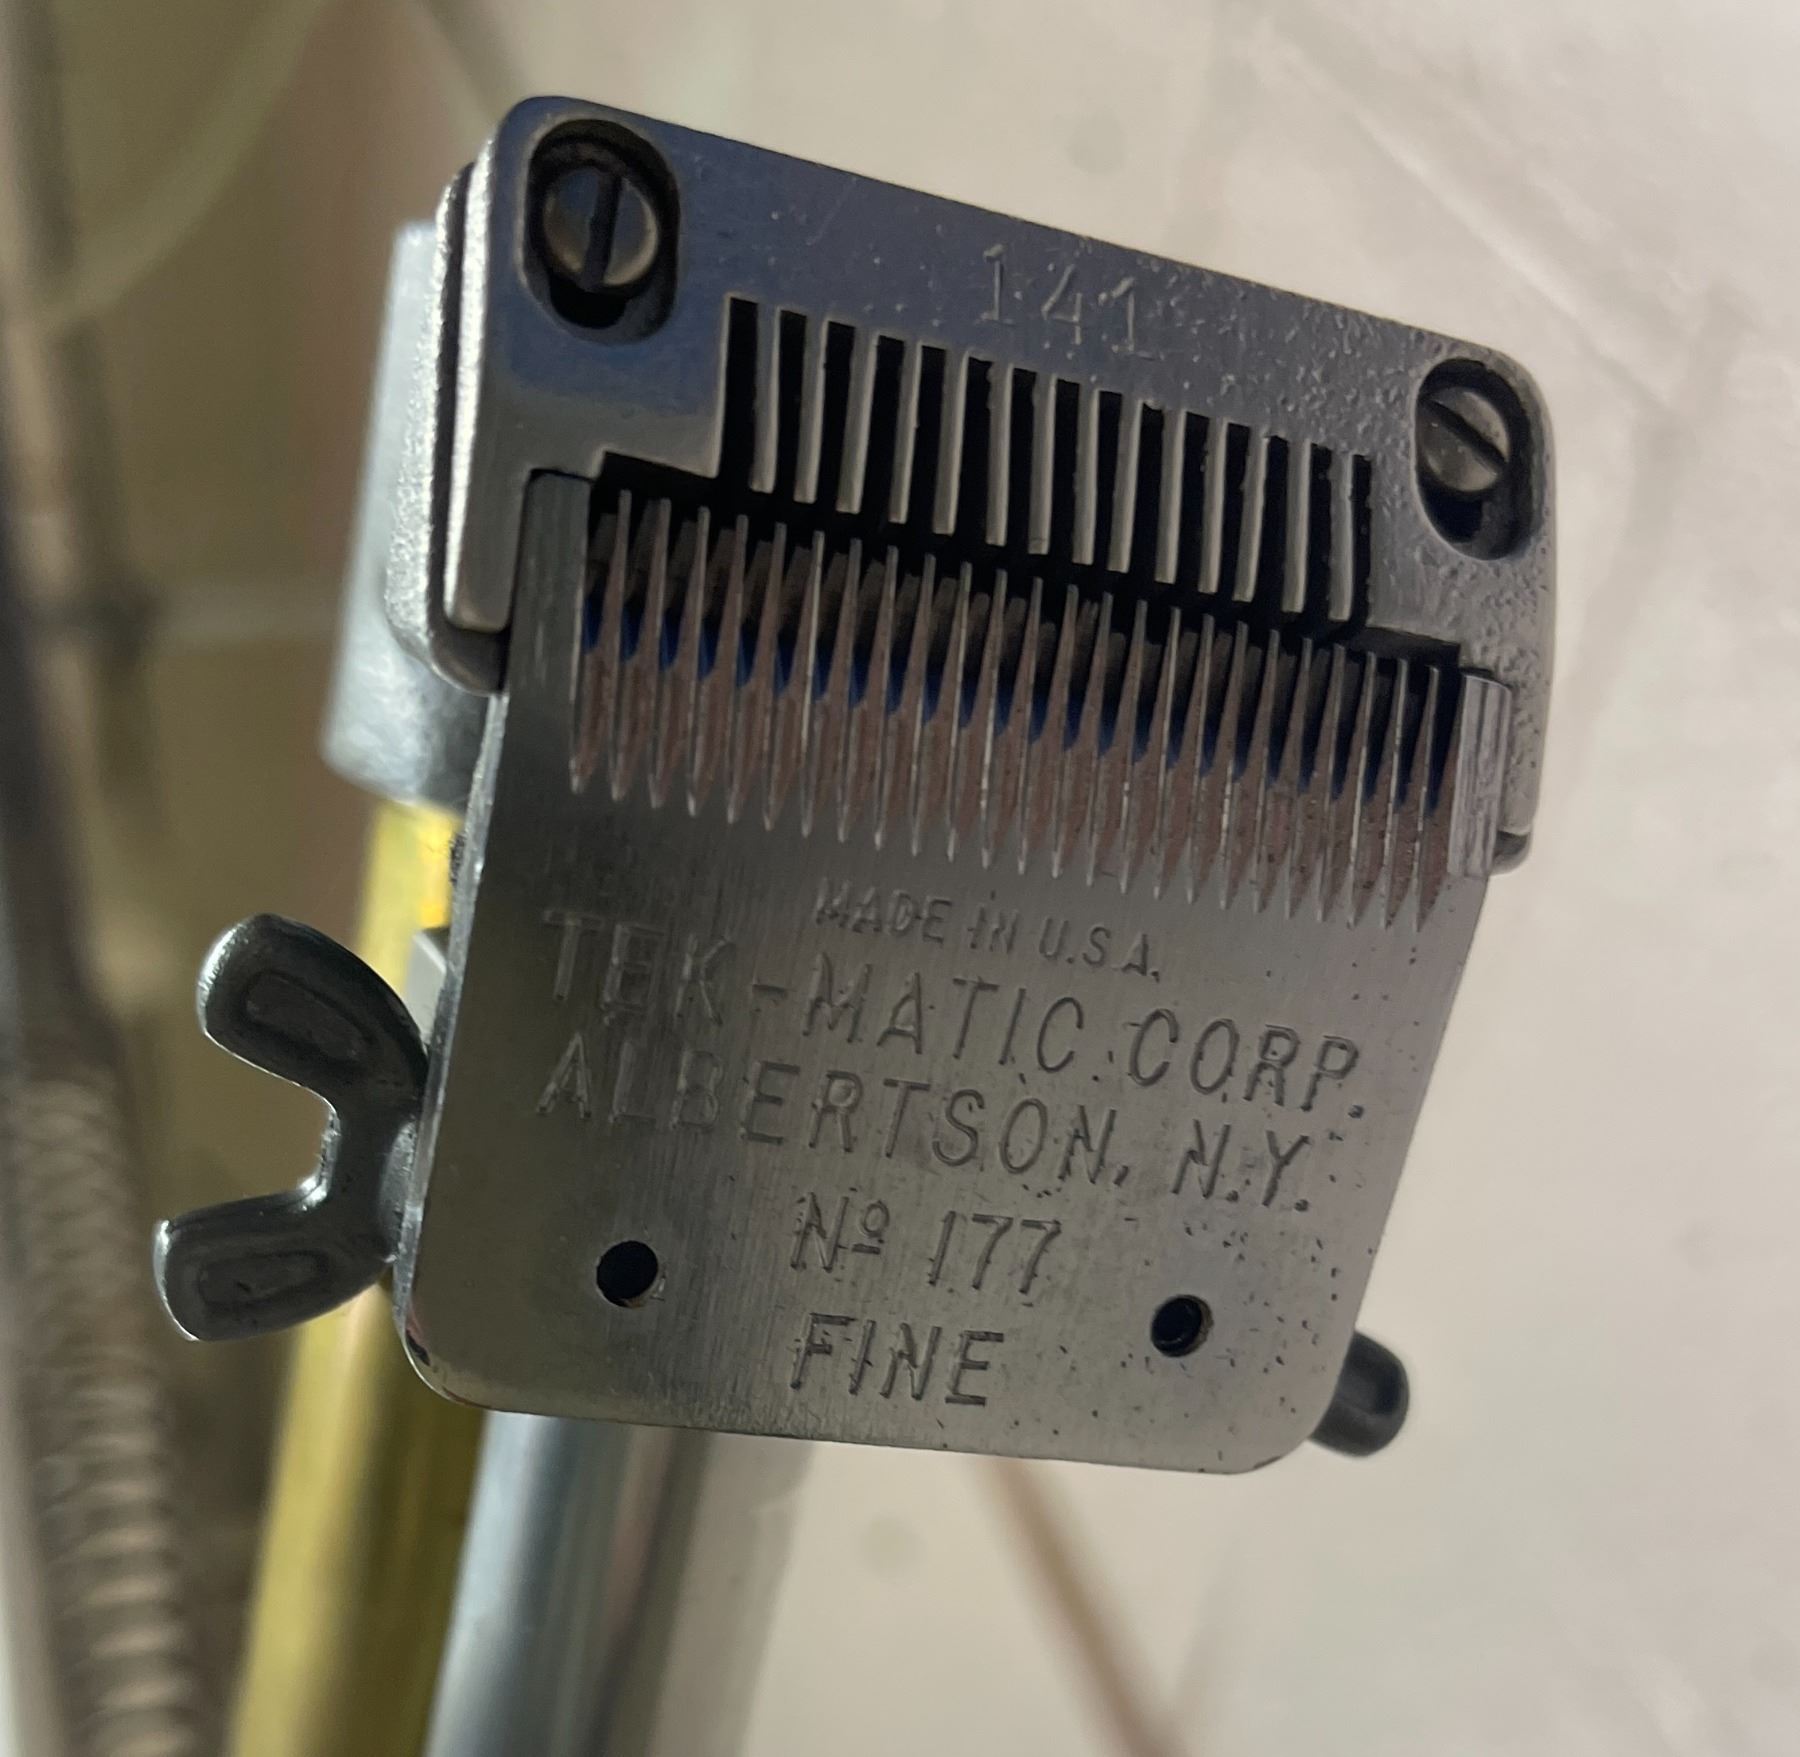 141
MADE IN U.S.A.
TEK-MATIC CORP.
ALBERTSON, N.Y.
Nº 177
FINE